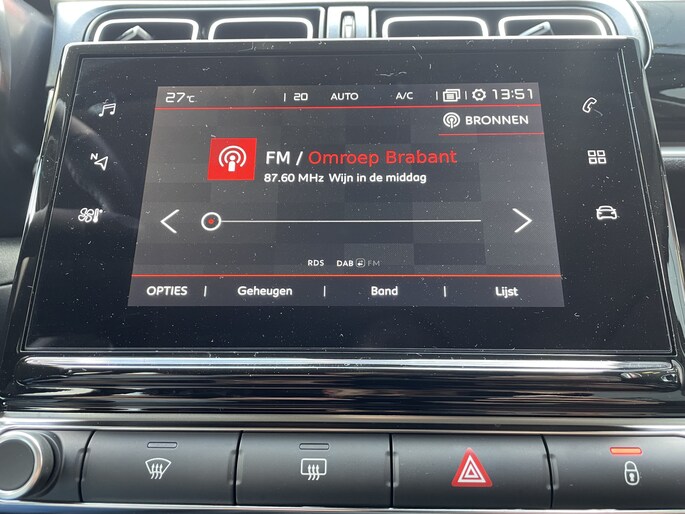 27°C | 20 AUTO A/C | | 13:51
BRONNEN
FM / Omroep Brabant
87.60 MHz Wijn in de middag
N
RDS DAB FM
OPTIES | Geheugen | Band | Lijst